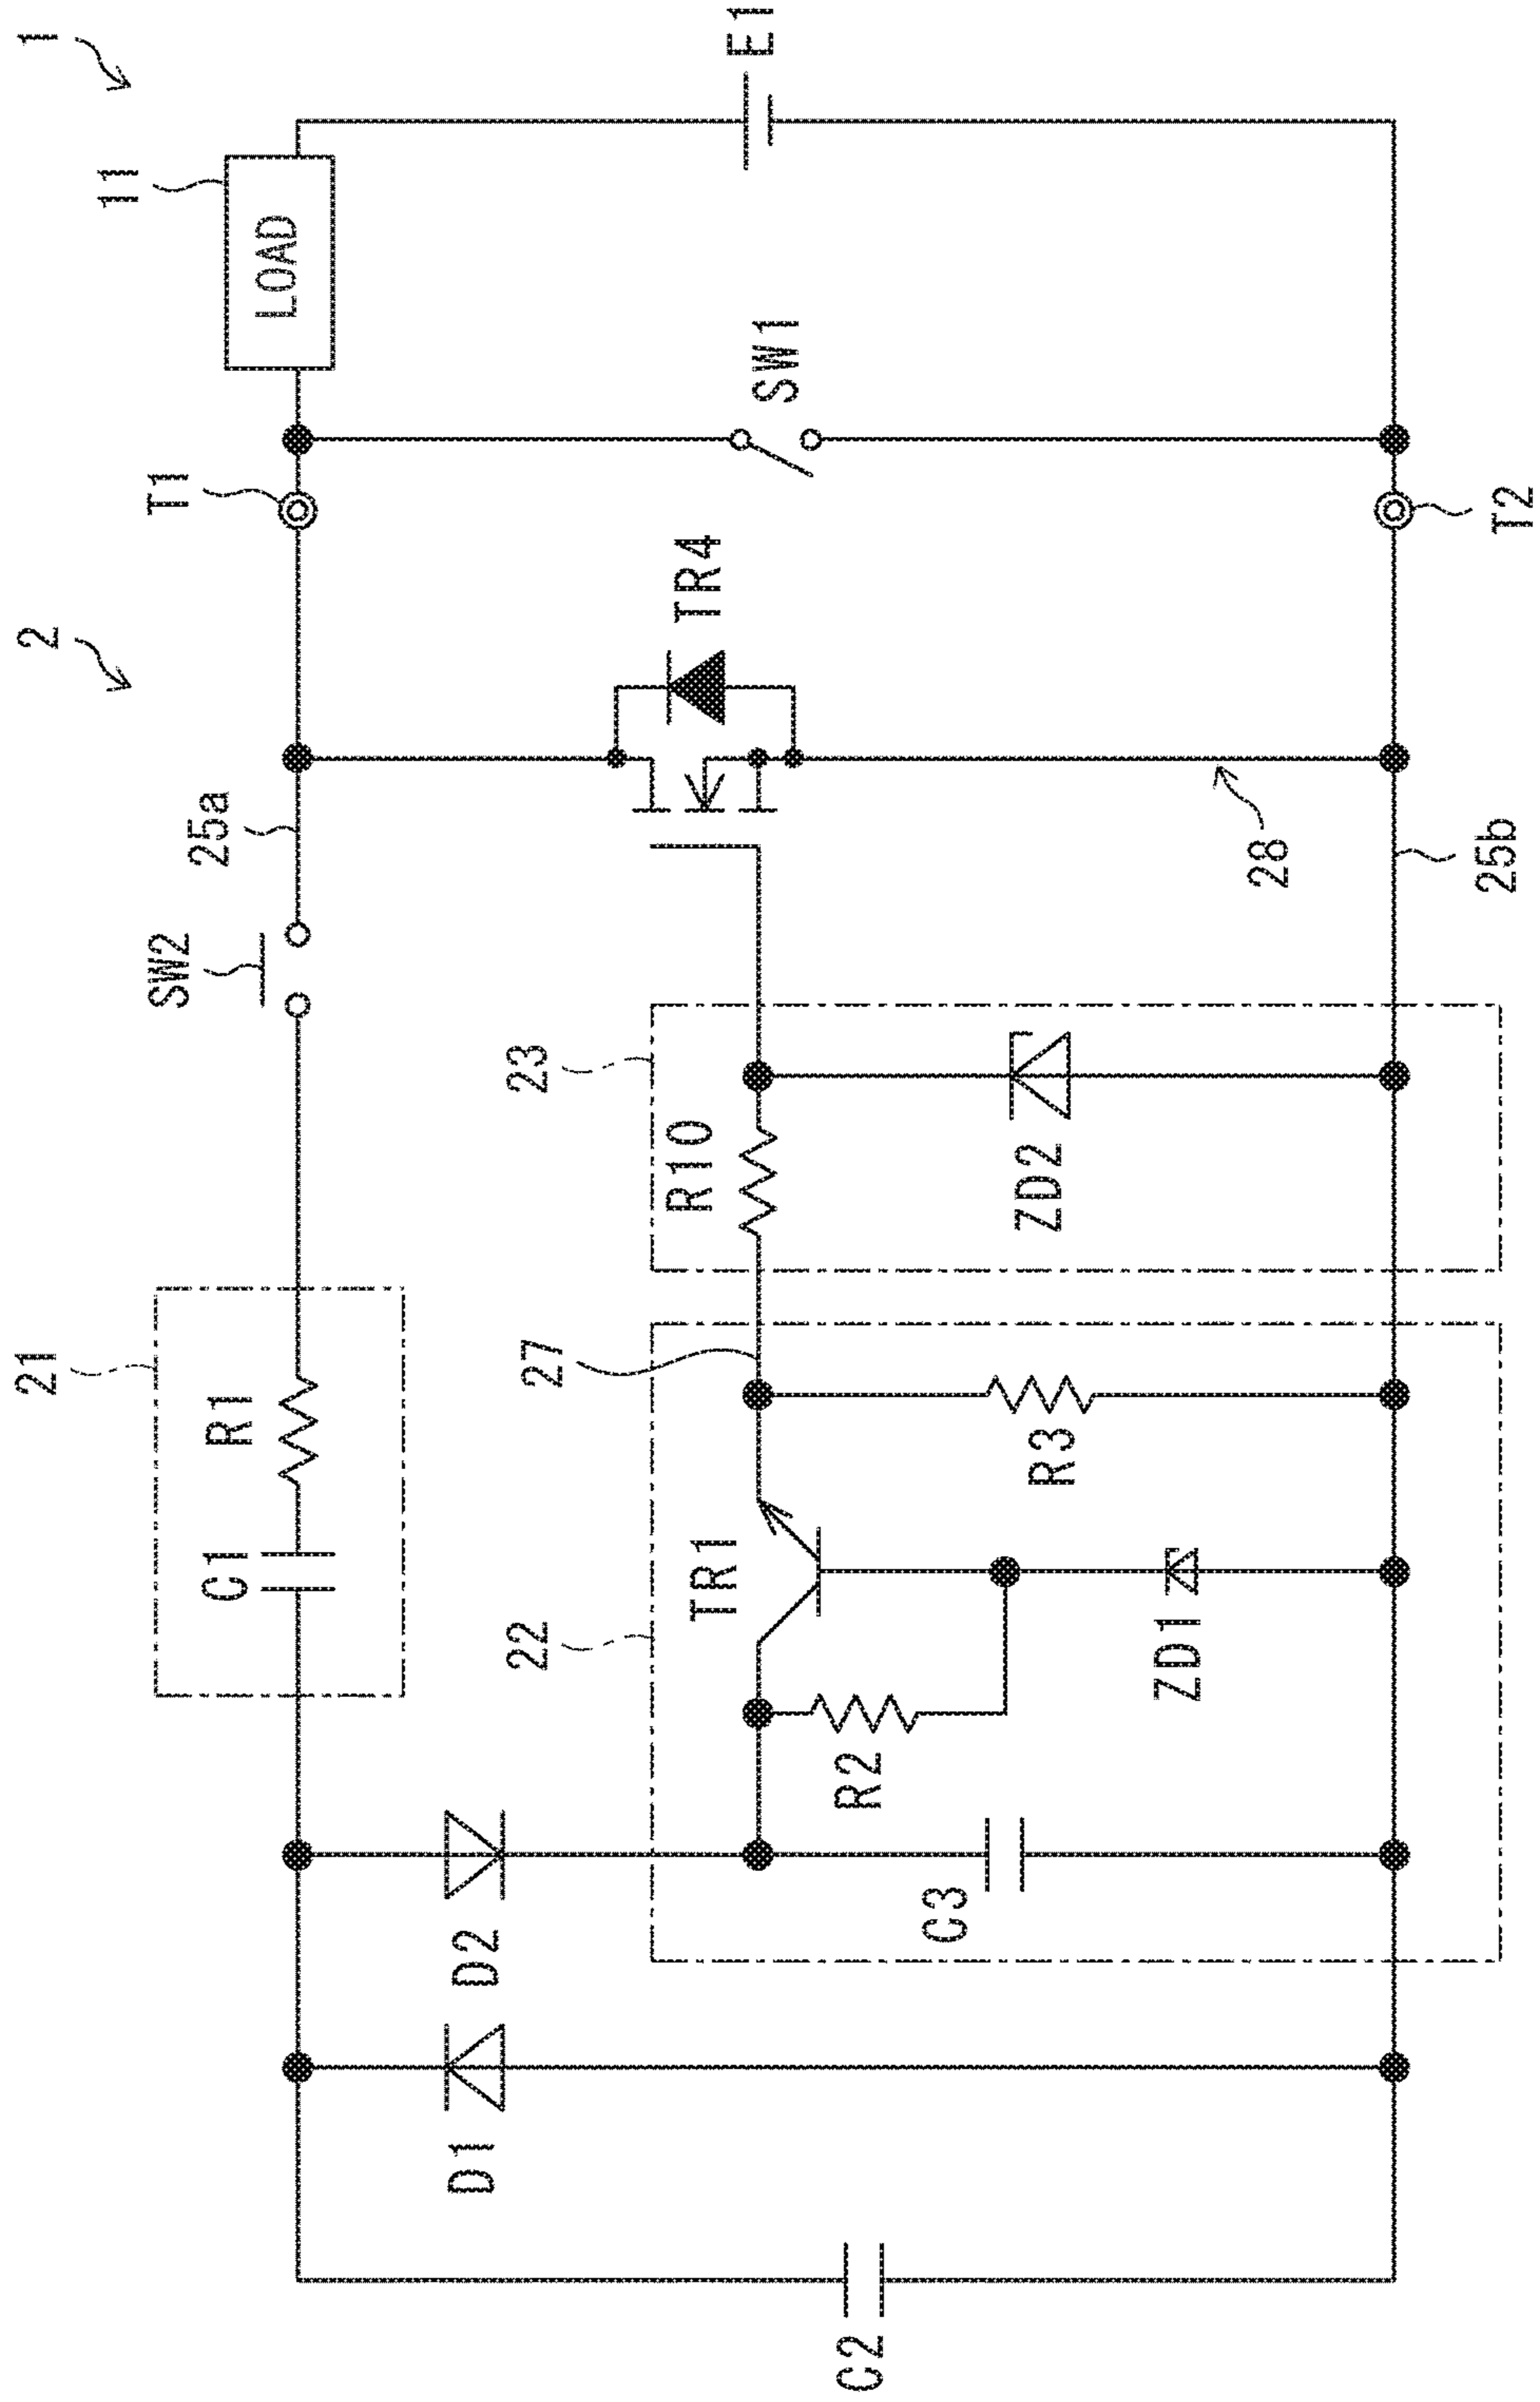 21
2
1
SW2
T1
11
C1
R1
25a
LOAD
D1
D2
22
27
23
TR1
R10
TR4
SW1
E1
C2
R2
C3
R3
ZD2
ZD1
28
25b
T2